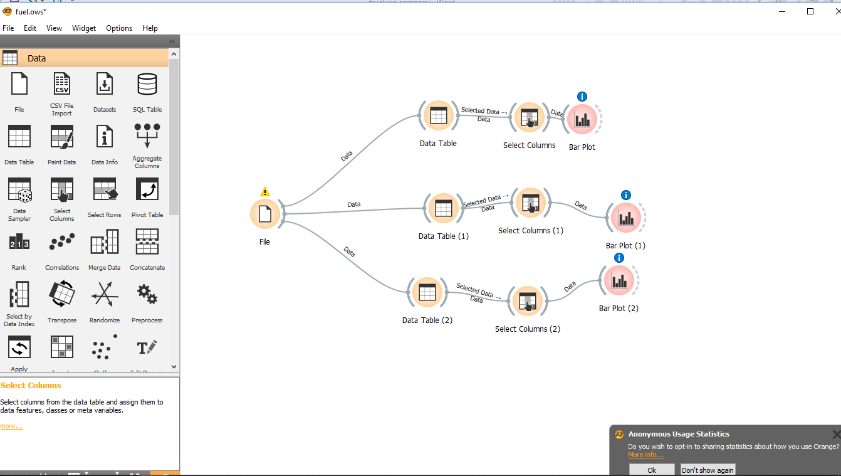 fuel.ows*
File Edit View Widget Options Help
Data
File
CSV File
Import
Datasets
SQL Table
Data Table
Paint Data
Data Info
Aggregate
Columns
Data
Sampler
Select
Columns
Select Rows
Pivot Table
Rank
Correlations
Merge Data
Concatenate
Select by
Data Index
Transpose
Randomize
Preprocess
Apply
Select Columns
Select columns from the data table and assign them to
data features, classes or meta variables.
more...
File
Data
Data
Data
Data Table
Selected Data → Data
Select Columns
Data
Bar Plot
Data Table (1)
Selected Data → Data
Select Columns (1)
Data
Bar Plot (1)
Data Table (2)
Selected Data → Data
Select Columns (2)
Data
Bar Plot (2)
Anonymous Usage Statistics
Do you wish to opt-in to sharing statistics about how you use Orange?
More info...
Ok
Don't show again